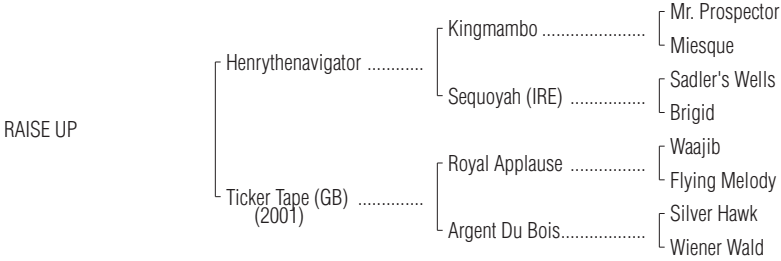 Mr. Prospector
Kingmambo ......................
Miesque
Henrythenavigator ............
Sadler's Wells
Sequoyah (IRE) ................
Brigid
RAISE UP
Waajib
Royal Applause ................
Flying Melody
Ticker Tape (GB) ..............
(2001)
Silver Hawk
Argent Du Bois..................
Wiener Wald